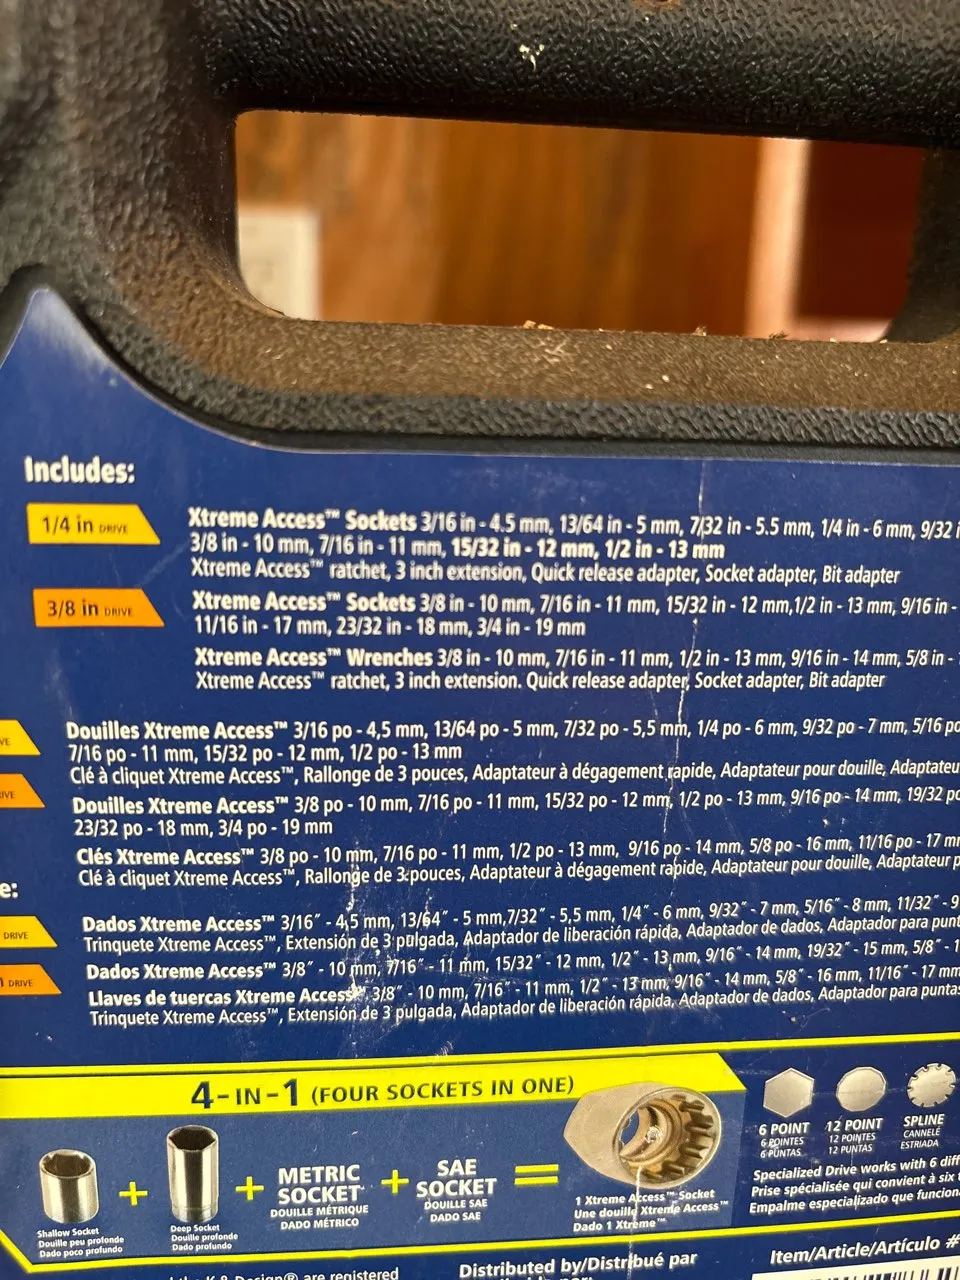 Includes:
1/4 in DRIVE
Xtreme Access™ Sockets 3/16 in - 4.5 mm, 13/64 in - 5 mm, 7/32 in - 5.5 mm, 1/4 in - 6 mm, 9/32 i
3/8 in - 10 mm, 7/16 in - 11 mm, 15/32 in - 12 mm, 1/2 in - 13 mm
Xtreme Access™ ratchet, 3 inch extension, Quick release adapter, Socket adapter, Bit adapter
3/8 in DRIVE
Xtreme Access™ Sockets 3/8 in - 10 mm, 7/16 in - 11 mm, 15/32 in - 12 mm,1/2 in - 13 mm, 9/16 in -
11/16 in - 17 mm, 23/32 in - 18 mm, 3/4 in - 19 mm
Xtreme Access™ Wrenches 3/8 in - 10 mm, 7/16 in - 11 mm, 1/2 in - 13 mm, 9/16 in - 14 mm, 5/8 in -
Xtreme Access™ ratchet, 3 inch extension. Quick release adapter, Socket adapter, Bit adapter
VE
Douilles Xtreme Access™ 3/16 po - 4,5 mm, 13/64 po - 5 mm, 7/32 po - 5,5 mm, 1/4 po - 6 mm, 9/32 po - 7 mm, 5/16 po
7/16 po - 11 mm, 15/32 po - 12 mm, 1/2 po - 13 mm
Clé à cliquet Xtreme Access™, Rallonge de 3 pouces, Adaptateur à dégagement rapide, Adaptateur pour douille, Adaptateu
IVE
Douilles Xtreme Access™ 3/8 po - 10 mm, 7/16 po - 11 mm, 15/32 po - 12 mm, 1/2 po - 13 mm, 9/16 po - 14 mm, 19/32 po
23/32 po - 18 mm, 3/4 po - 19 mm
Clés Xtreme Access™ 3/8 po - 10 mm, 7/16 po - 11 mm, 1/2 po - 13 mm, 9/16 po - 14 mm, 5/8 po - 16 mm, 11/16 po - 17 m
Clé à cliquet Xtreme Access™, Rallonge de 3 pouces, Adaptateur à dégagement rapide, Adaptateur pour douille, Adaptateur p
e:
DRIVE
Dados Xtreme Access™ 3/16″ - 4,5 mm, 13/64″ - 5 mm,7/32″ - 5,5 mm, 1/4″ - 6 mm, 9/32″ - 7 mm, 5/16″ - 8 mm, 11/32″ - 9
Trinquete Xtreme Access™, Extensión de 3 pulgada, Adaptador de liberación rápida, Adaptador de dados, Adaptador para punt
n DRIVE
Dados Xtreme Access™ 3/8″ - 10 mm, 7/16″ - 11 mm, 15/32″ - 12 mm, 1/2″ - 13 mm, 9/16″ - 14 mm, 19/32″ - 15 mm, 5/8″ - 1
Llaves de tuercas Xtreme Access™, 3/8″ - 10 mm, 7/16″ - 11 mm, 1/2″ - 13 mm, 9/16″ - 14 mm, 5/8″ - 16 mm, 11/16″ - 17 mm
Trinquete Xtreme Access™, Extensión de 3 pulgada, Adaptador de liberación rápida, Adaptador de dados, Adaptador para puntas
4-IN-1 (FOUR SOCKETS IN ONE)
Shallow Socket
Douille peu profonde
Dado poco profundo
+
Deep Socket
Douille profonde
Dado profundo
+
METRIC
SOCKET
DOUILLE MÉTRIQUE
DADO MÉTRICO
+
SAE
SOCKET
DOUILLE SAE
DADO SAE
=
1 Xtreme Access™ Socket
Une douille Xtreme Access™
Dado 1 Xtreme™
6 POINT
6 POINTES
6 PUNTAS
12 POINT
12 POINTES
12 PUNTAS
SPLINE
CANNELÉ
ESTRIADA
Specialized Drive works with 6 diff
Prise spécialisée qui convient à six t
Empalme especializado que funcion
the K & Design® are registered
Distributed by/Distribué par
Item/Article/Artículo #